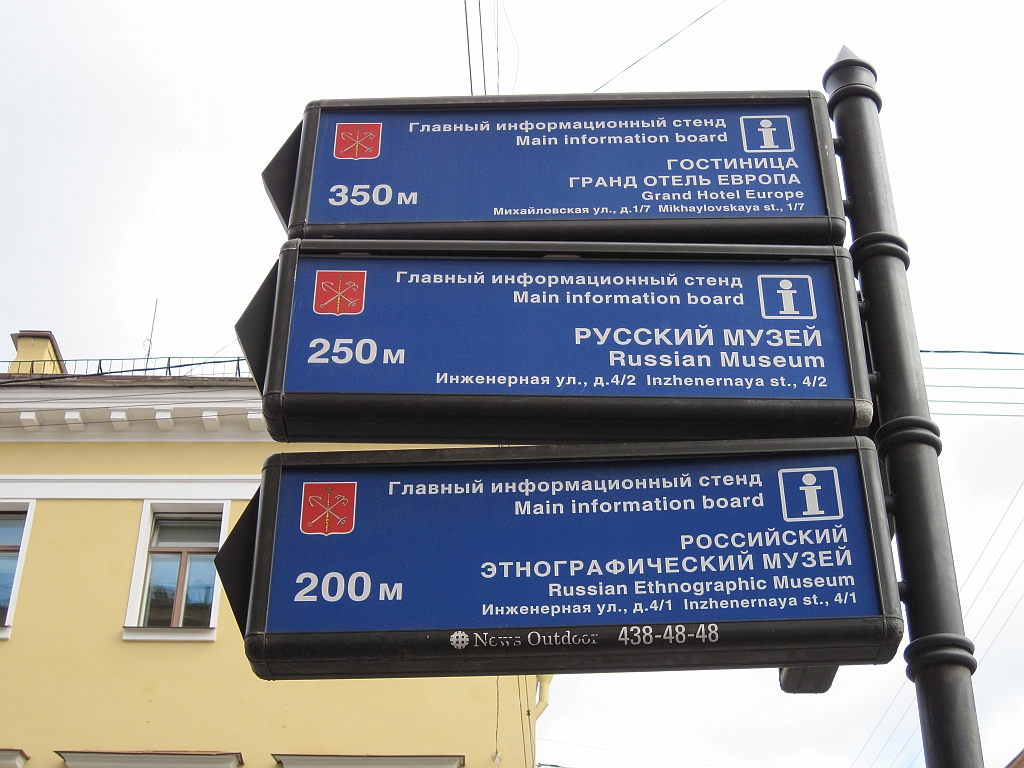 Главный информационный стенд
Main information board
i
350м
ГОСТИНИЦА
ГРАНД ОТЕЛЬ ЕВРОПА
Grand Hotel Europe
Михайловская ул., д.1/7 Mikhaylovskaya st., 1/7
Главный информационный стенд
Main information board
i
250м
РУССКИЙ МУЗЕЙ
Russian Museum
Инженерная ул., д.4/2 Inzhenernaya st., 4/2
Главный информационный стенд
Main information board
i
200м
РОССИЙСКИЙ
ЭТНОГРАФИЧЕСКИЙ МУЗЕЙ
Russian Ethnographic Museum
Инженерная ул., д.4/1 Inzhenernaya st., 4/1
News Outdoor 438-48-48